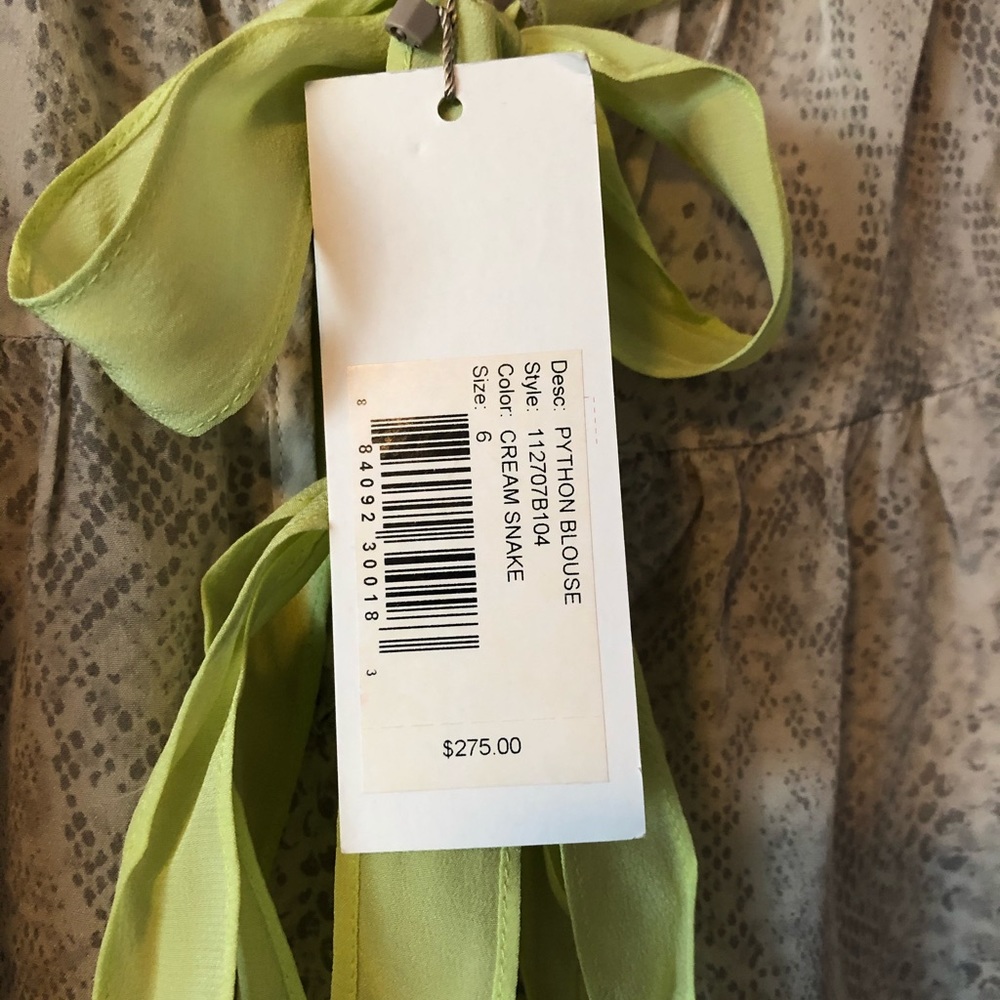 Desc: PYTHON BLOUSE
Style: 112707B104
Color: CREAM SNAKE
Size: 6
8 84092 30018 3
$275.00